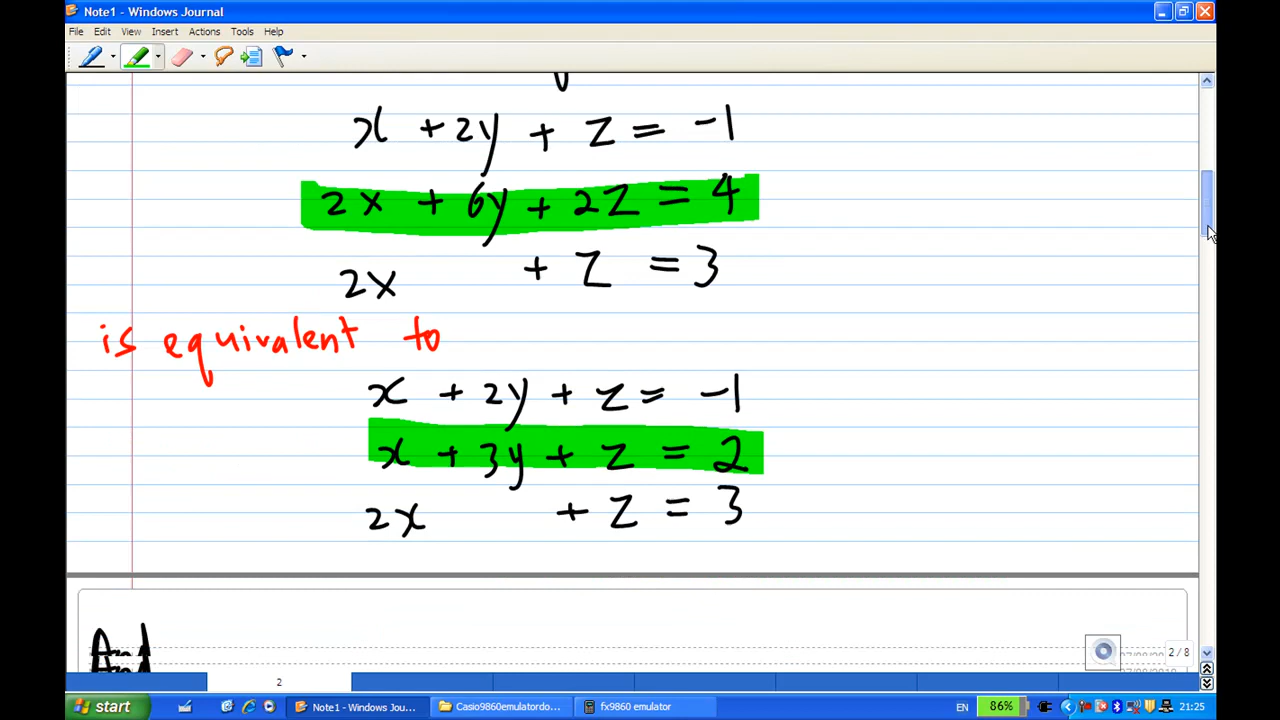 Note1 - Windows Journal
File Edit View Insert Actions Tools Help
x + 2y + z = -1
2x + 6y + 2z = 4
2x + z = 3
is equivalent to
x + 2y + z = -1
x + 3y + z = 2
2x + z = 3
And
2 / 8
2
start
Note1 - Windows Jour...
Casio9860emulatordo...
fx9860 emulator
EN
86%
21:25